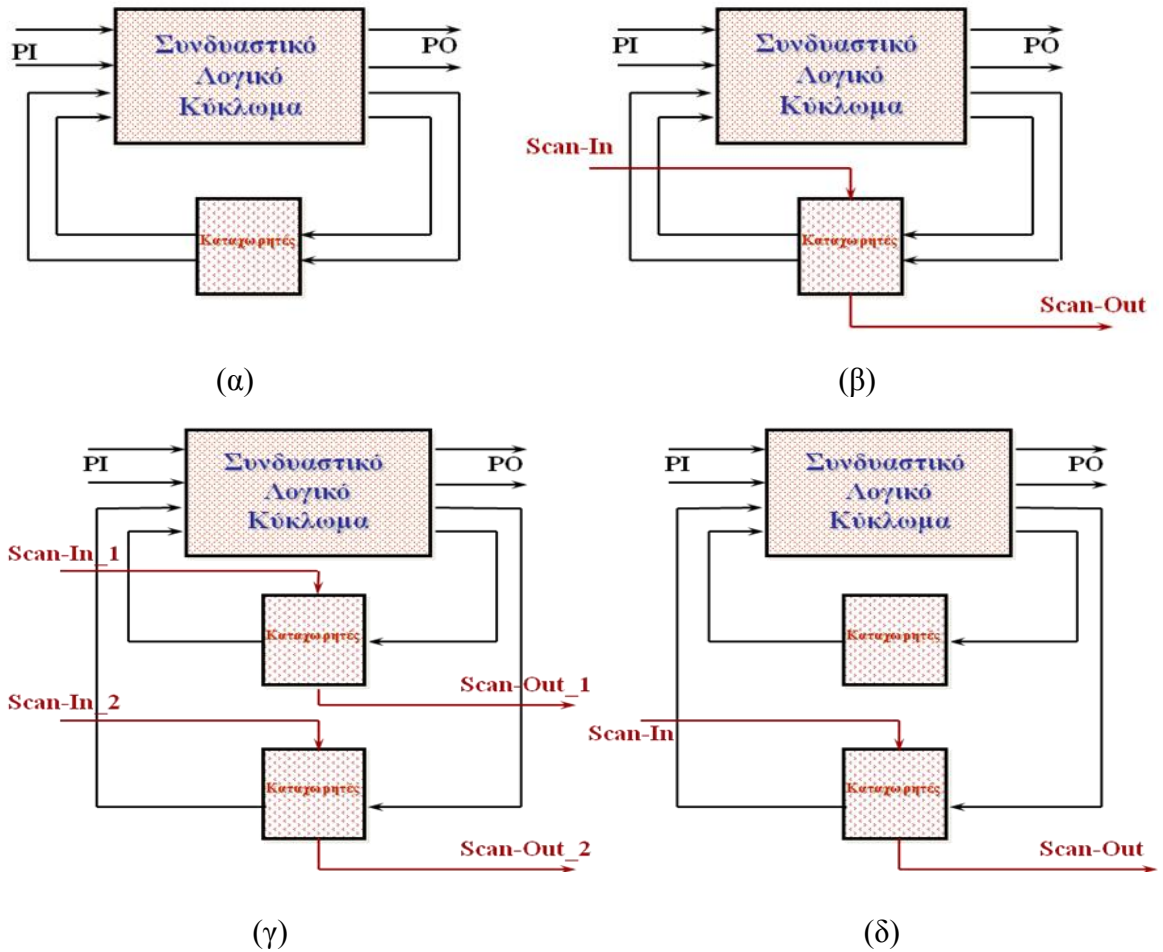 PI
Συνδυαστικό
Λογικό
Κύκλωμα
PO
Καταχωρητές
(α)
PI
Συνδυαστικό
Λογικό
Κύκλωμα
PO
Scan-In
Καταχωρητές
Scan-Out
(β)
PI
Συνδυαστικό
Λογικό
Κύκλωμα
PO
Scan-In_1
Καταχωρητές
Scan-Out_1
Scan-In_2
Καταχωρητές
Scan-Out_2
(γ)
PI
Συνδυαστικό
Λογικό
Κύκλωμα
PO
Καταχωρητές
Scan-In
Καταχωρητές
Scan-Out
(δ)